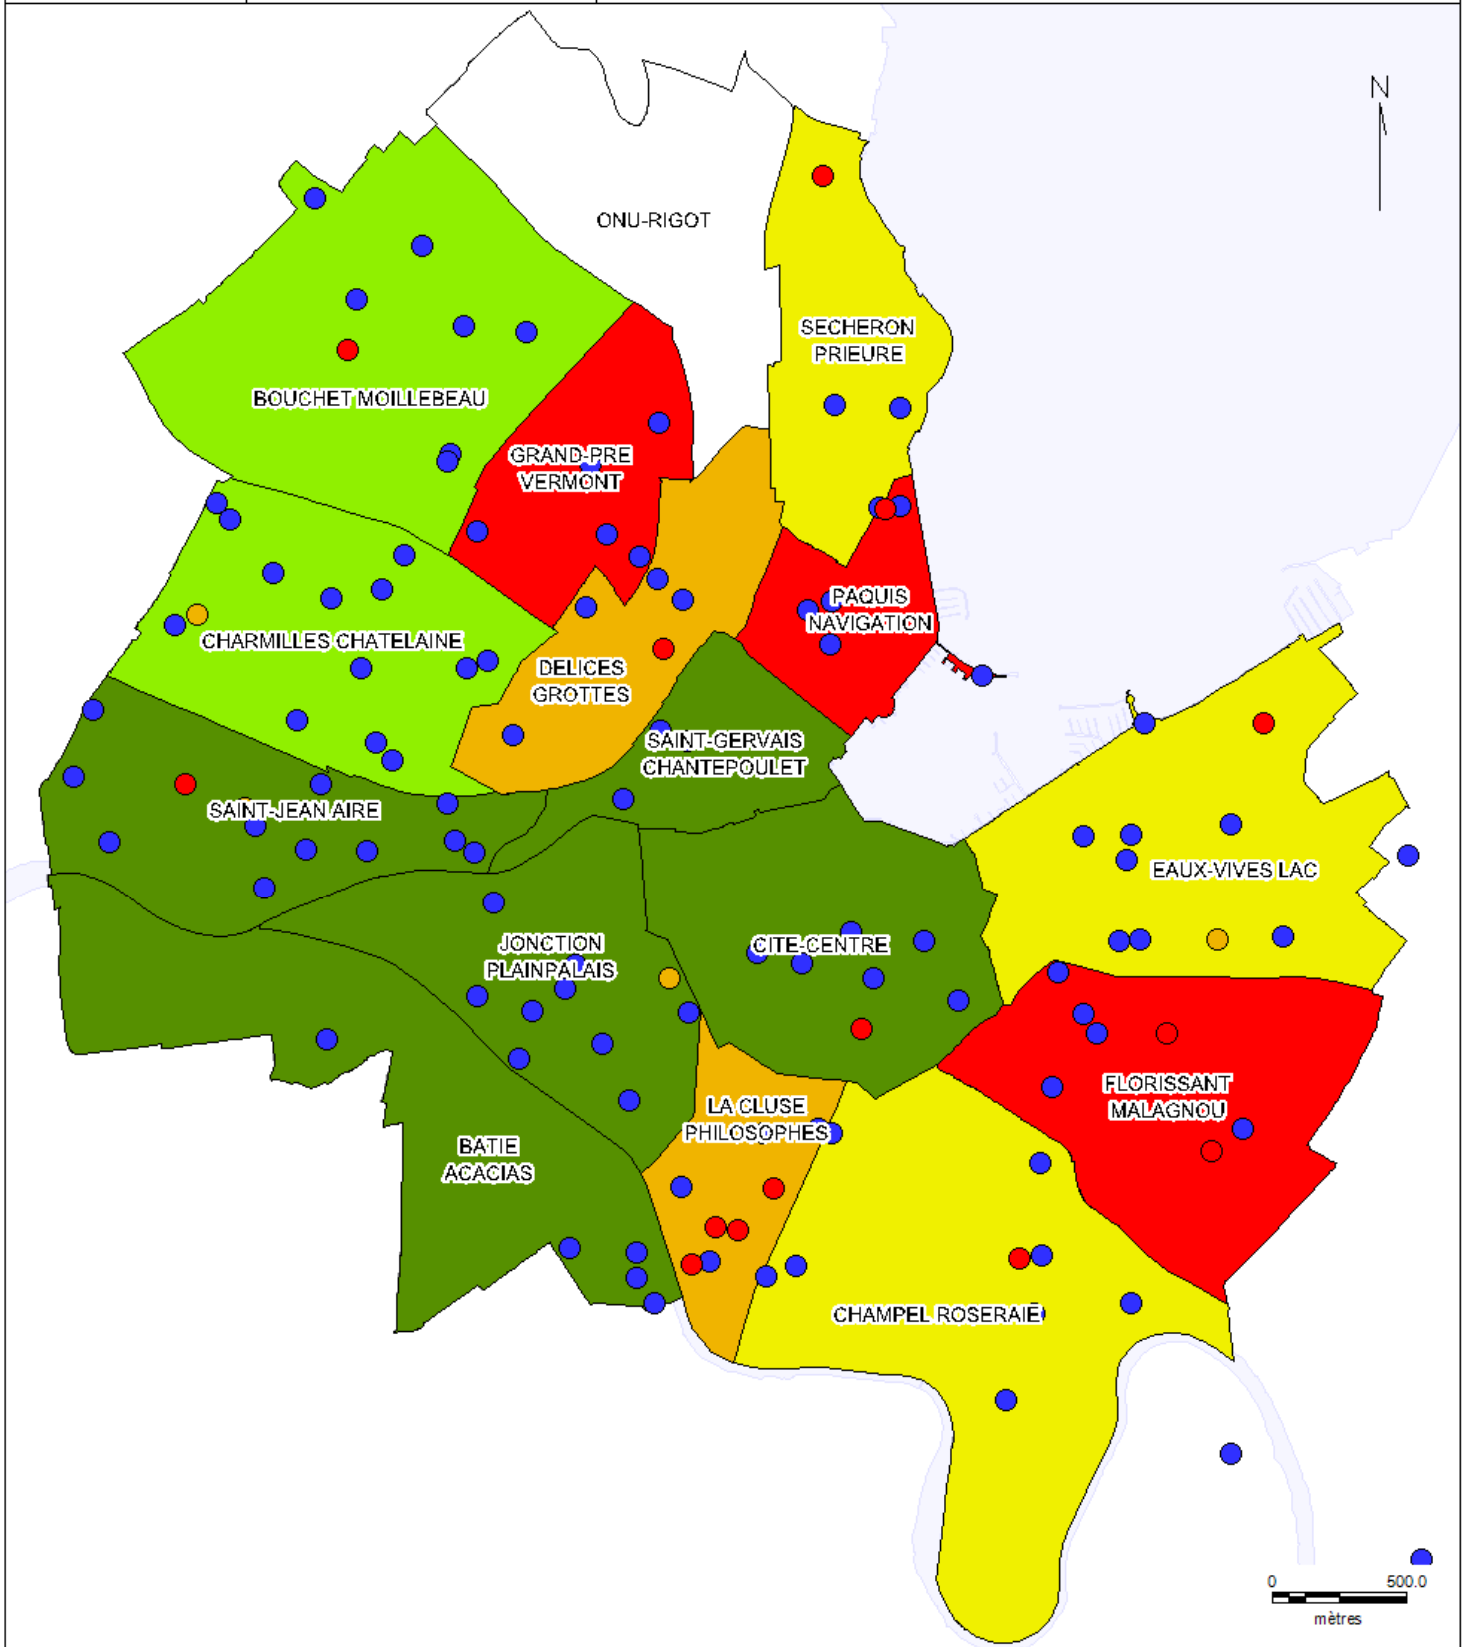 N
ONU-RIGOT
SECHERON
PRIEURE
BOUCHET MOILLEBEAU
GRAND-PRE
VERMONT
PAQUIS
NAVIGATION
CHARMILLES CHATELAINE
DELICES
GROTTES
SAINT-GERVAIS
CHANTEPOULET
SAINT-JEAN AIRE
EAUX-VIVES LAC
JONCTION
PLAINPALAIS
CITE-CENTRE
FLORISSANT
MALAGNOU
LA CLUSE
PHILOSOPHES
BATIE
ACACIAS
CHAMPEL ROSERAIE
0 500.0
mètres